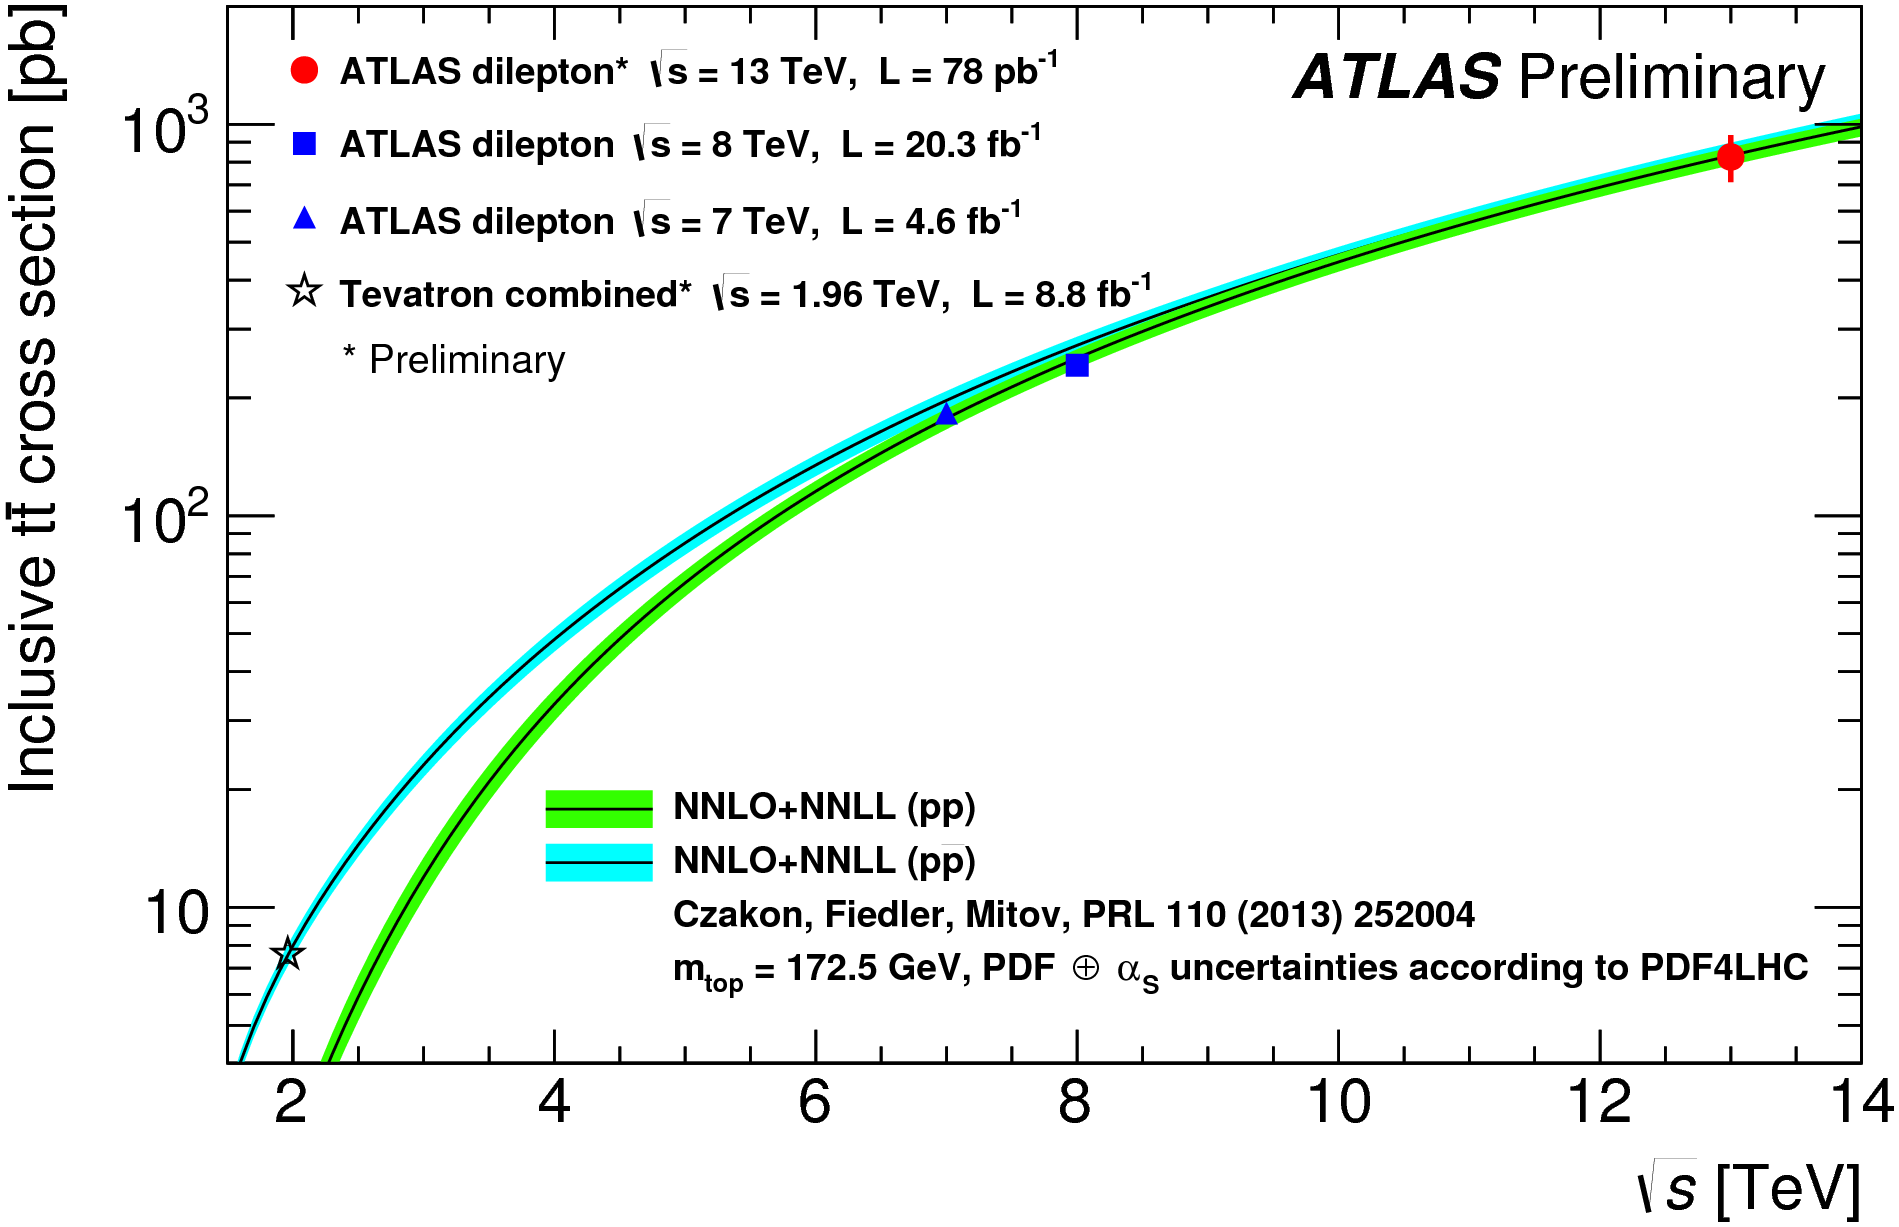 ATLAS Preliminary
ATLAS dilepton* √s = 13 TeV, L = 78 pb⁻¹
ATLAS dilepton √s = 8 TeV, L = 20.3 fb⁻¹
ATLAS dilepton √s = 7 TeV, L = 4.6 fb⁻¹
Tevatron combined* √s = 1.96 TeV, L = 8.8 fb⁻¹
* Preliminary
Inclusive tt̄ cross section [pb]
10³
10²
10
NNLO+NNLL (pp)
NNLO+NNLL (pp̄)
Czakon, Fiedler, Mitov, PRL 110 (2013) 252004
m_top = 172.5 GeV, PDF ⊕ α_S uncertainties according to PDF4LHC
2 4 6 8 10 12 14
√s [TeV]